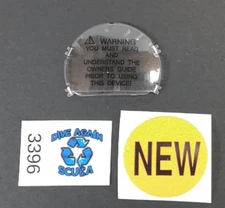 ⚠ WARNING
YOU MUST READ
AND
UNDERSTAND THE
OWNERS GUIDE
PRIOR TO USING
THIS DEVICE!
3396
DIVE AGAIN
SCUBA
NEW